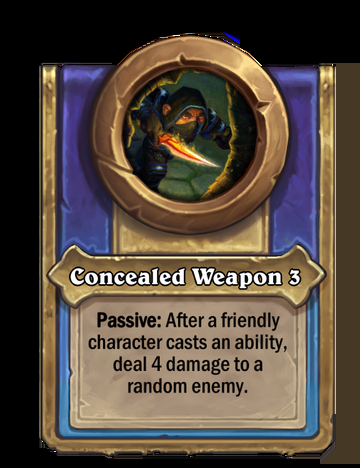 Concealed Weapon 3
Passive: After a friendly
character casts an ability,
deal 4 damage to a
random enemy.